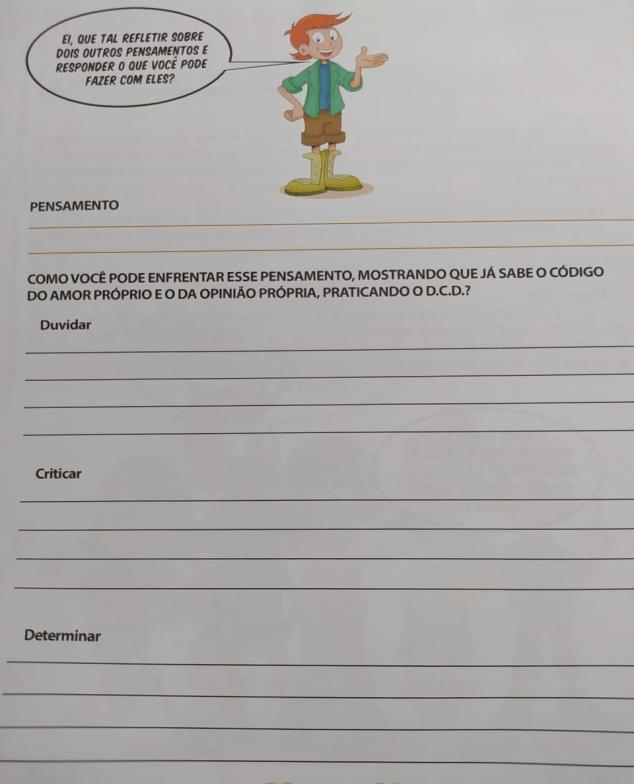 EI, QUE TAL REFLETIR SOBRE
DOIS OUTROS PENSAMENTOS E
RESPONDER O QUE VOCÊ PODE
FAZER COM ELES?
PENSAMENTO
COMO VOCÊ PODE ENFRENTAR ESSE PENSAMENTO, MOSTRANDO QUE JÁ SABE O CÓDIGO
DO AMOR PRÓPRIO E O DA OPINIÃO PRÓPRIA, PRATICANDO O D.C.D.?
Duvidar
Criticar
Determinar